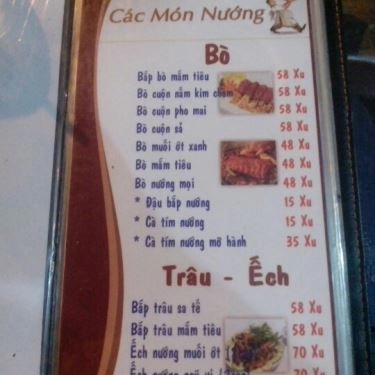 Các Món Nướng
Bò
Bắp bò mắm tiêu 58 Xu
Bò cuộn nấm kim châm 58 Xu
Bò cuộn pho mai 58 Xu
Bò cuộn sả 58 Xu
Bò muối ớt xanh 48 Xu
Bò mắm tiêu 48 Xu
Bò nướng mọi 48 Xu
* Đậu bắp nướng 15 Xu
* Cà tím nướng 15 Xu
* Cà tím nướng mỡ hành 35 Xu
Trâu - Ếch
Bắp trâu sa tế 58 Xu
Bắp trâu mắm tiêu 58 Xu
Ếch nướng muối ớt 70 Xu
Ếch nướng 70 Xu